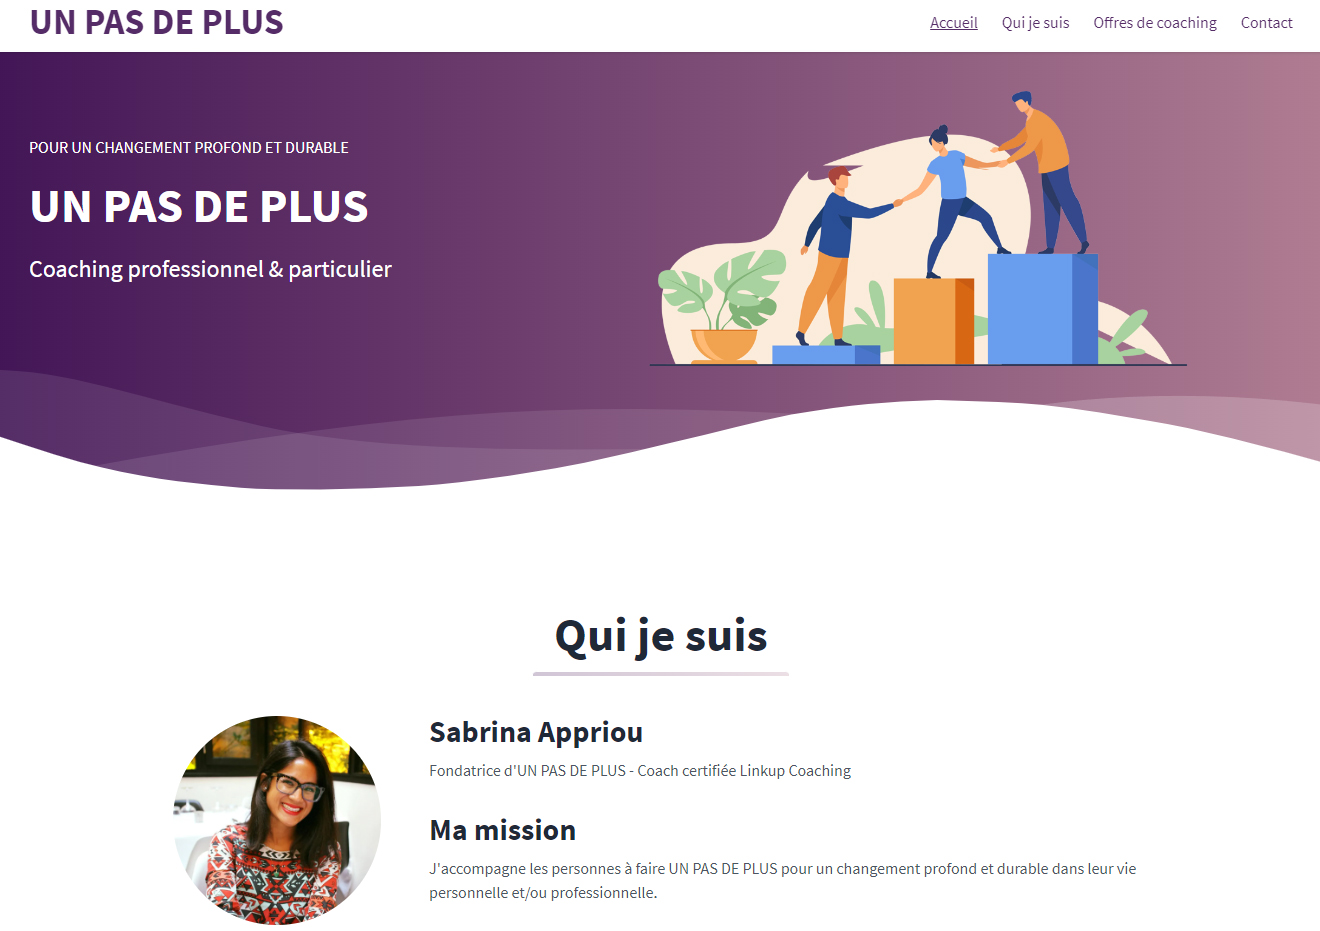 UN PAS DE PLUS
Accueil Qui je suis Offres de coaching Contact
POUR UN CHANGEMENT PROFOND ET DURABLE
UN PAS DE PLUS
Coaching professionnel & particulier
Qui je suis
Sabrina Appriou
Fondatrice d'UN PAS DE PLUS - Coach certifiée Linkup Coaching
Ma mission
J'accompagne les personnes à faire UN PAS DE PLUS pour un changement profond et durable dans leur vie
personnelle et/ou professionnelle.